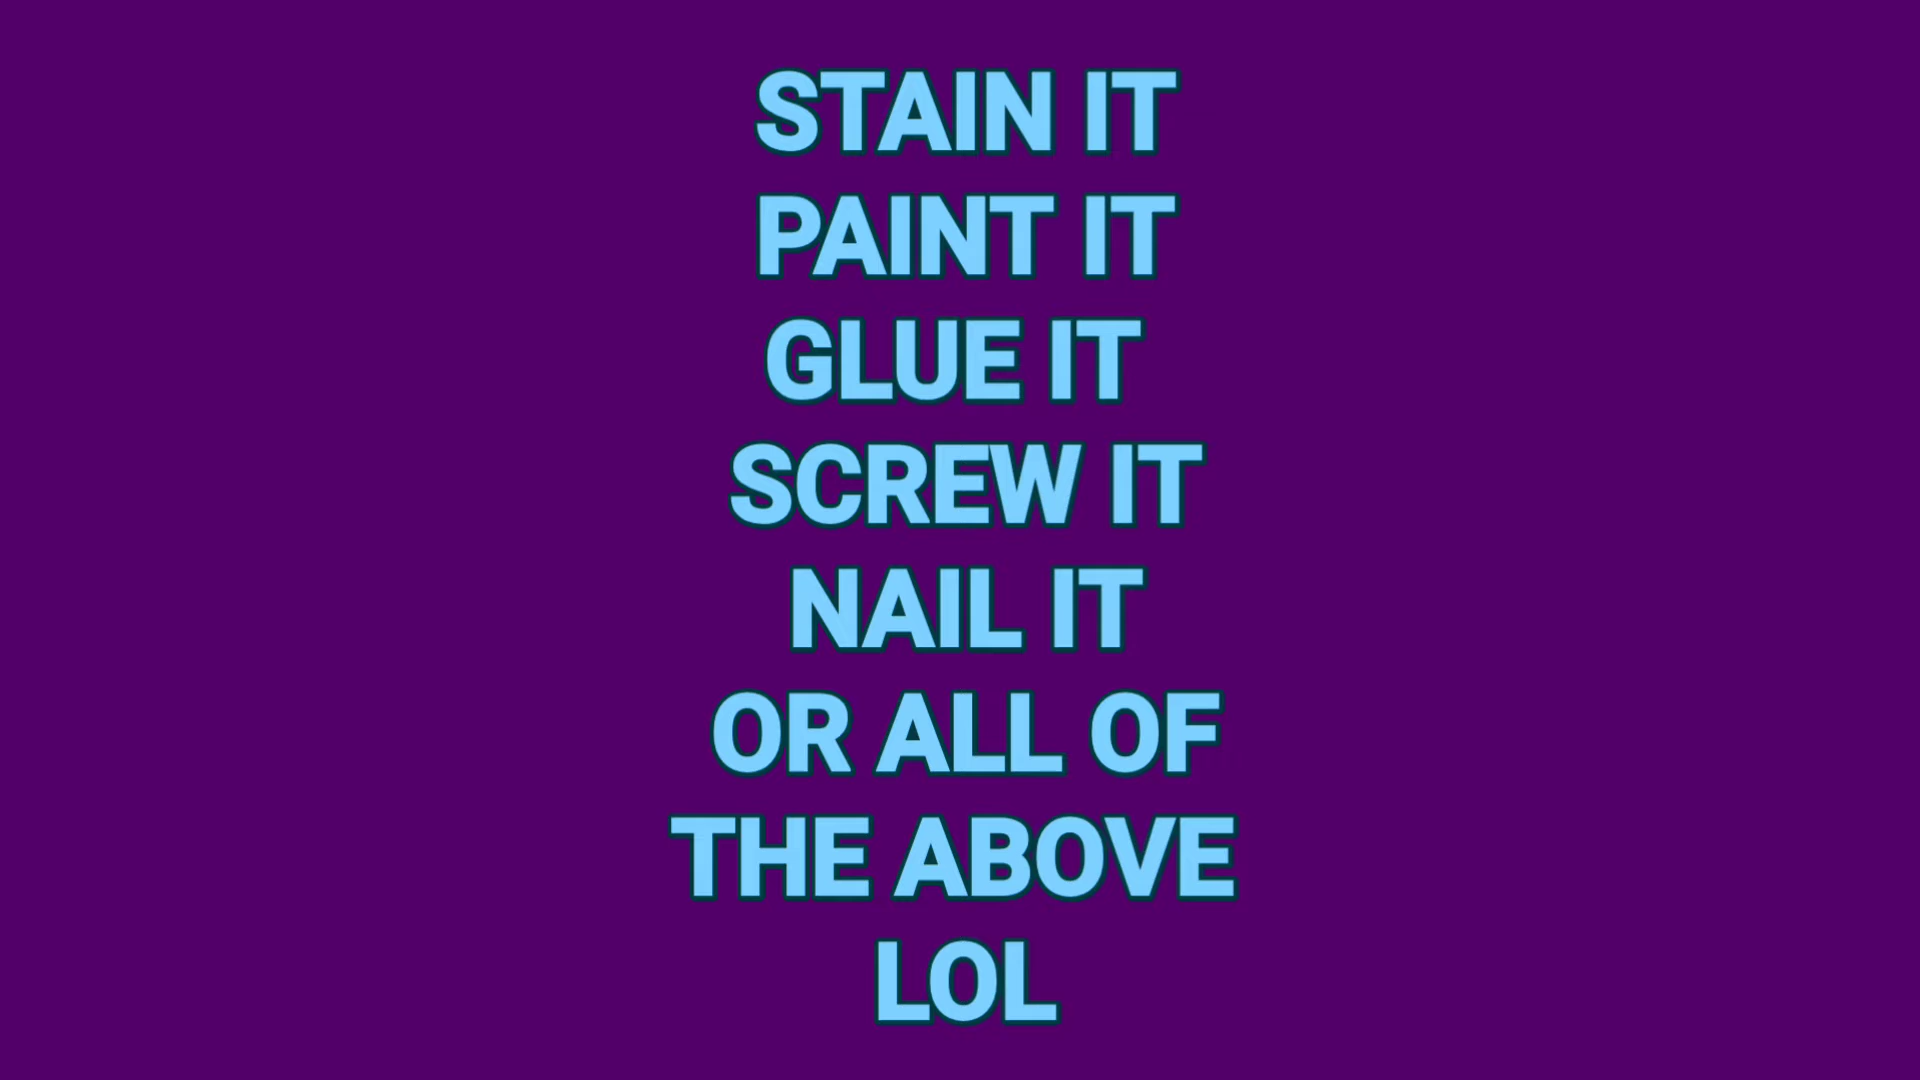 STAIN IT
PAINT IT
GLUE IT
SCREW IT
NAIL IT
OR ALL OF
THE ABOVE
LOL